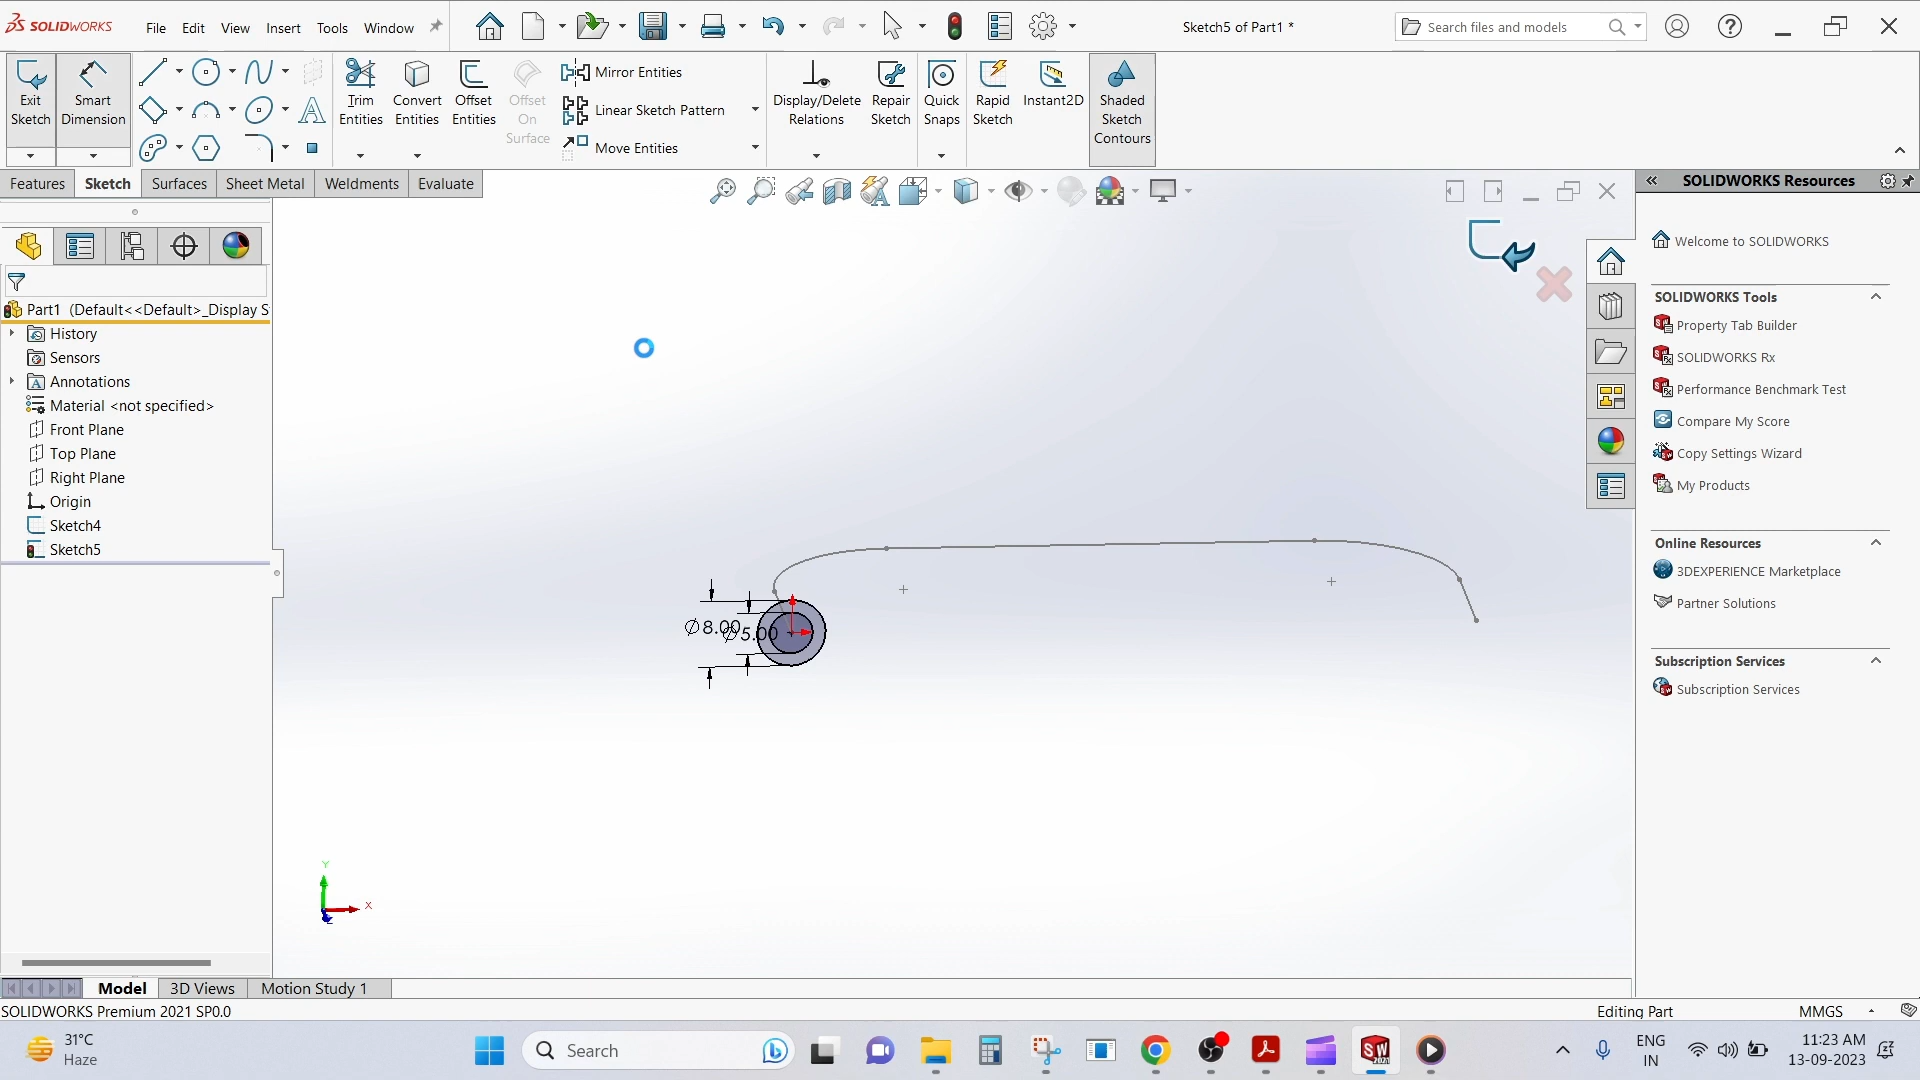 SOLIDWORKS
File Edit View Insert Tools Window
Sketch5 of Part1 *
Search files and models
Exit Sketch
Smart Dimension
Trim Entities
Convert Entities
Offset Entities
Offset On Surface
Mirror Entities
Linear Sketch Pattern
Move Entities
Display/Delete Relations
Repair Sketch
Quick Snaps
Rapid Sketch
Instant2D
Shaded Sketch Contours
Features Sketch Surfaces Sheet Metal Weldments Evaluate
Part1 (Default<<Default>_Display S
History
Sensors
Annotations
Material <not specified>
Front Plane
Top Plane
Right Plane
Origin
Sketch4
Sketch5
∅8.00
∅5.00
Y
X
SOLIDWORKS Resources
Welcome to SOLIDWORKS
SOLIDWORKS Tools
Property Tab Builder
SOLIDWORKS Rx
Performance Benchmark Test
Compare My Score
Copy Settings Wizard
My Products
Online Resources
3DEXPERIENCE Marketplace
Partner Solutions
Subscription Services
Subscription Services
Model 3D Views Motion Study 1
SOLIDWORKS Premium 2021 SP0.0
Editing Part
MMGS
31°C
Haze
Search
SW
2021
ENG
IN
11:23 AM
13-09-2023